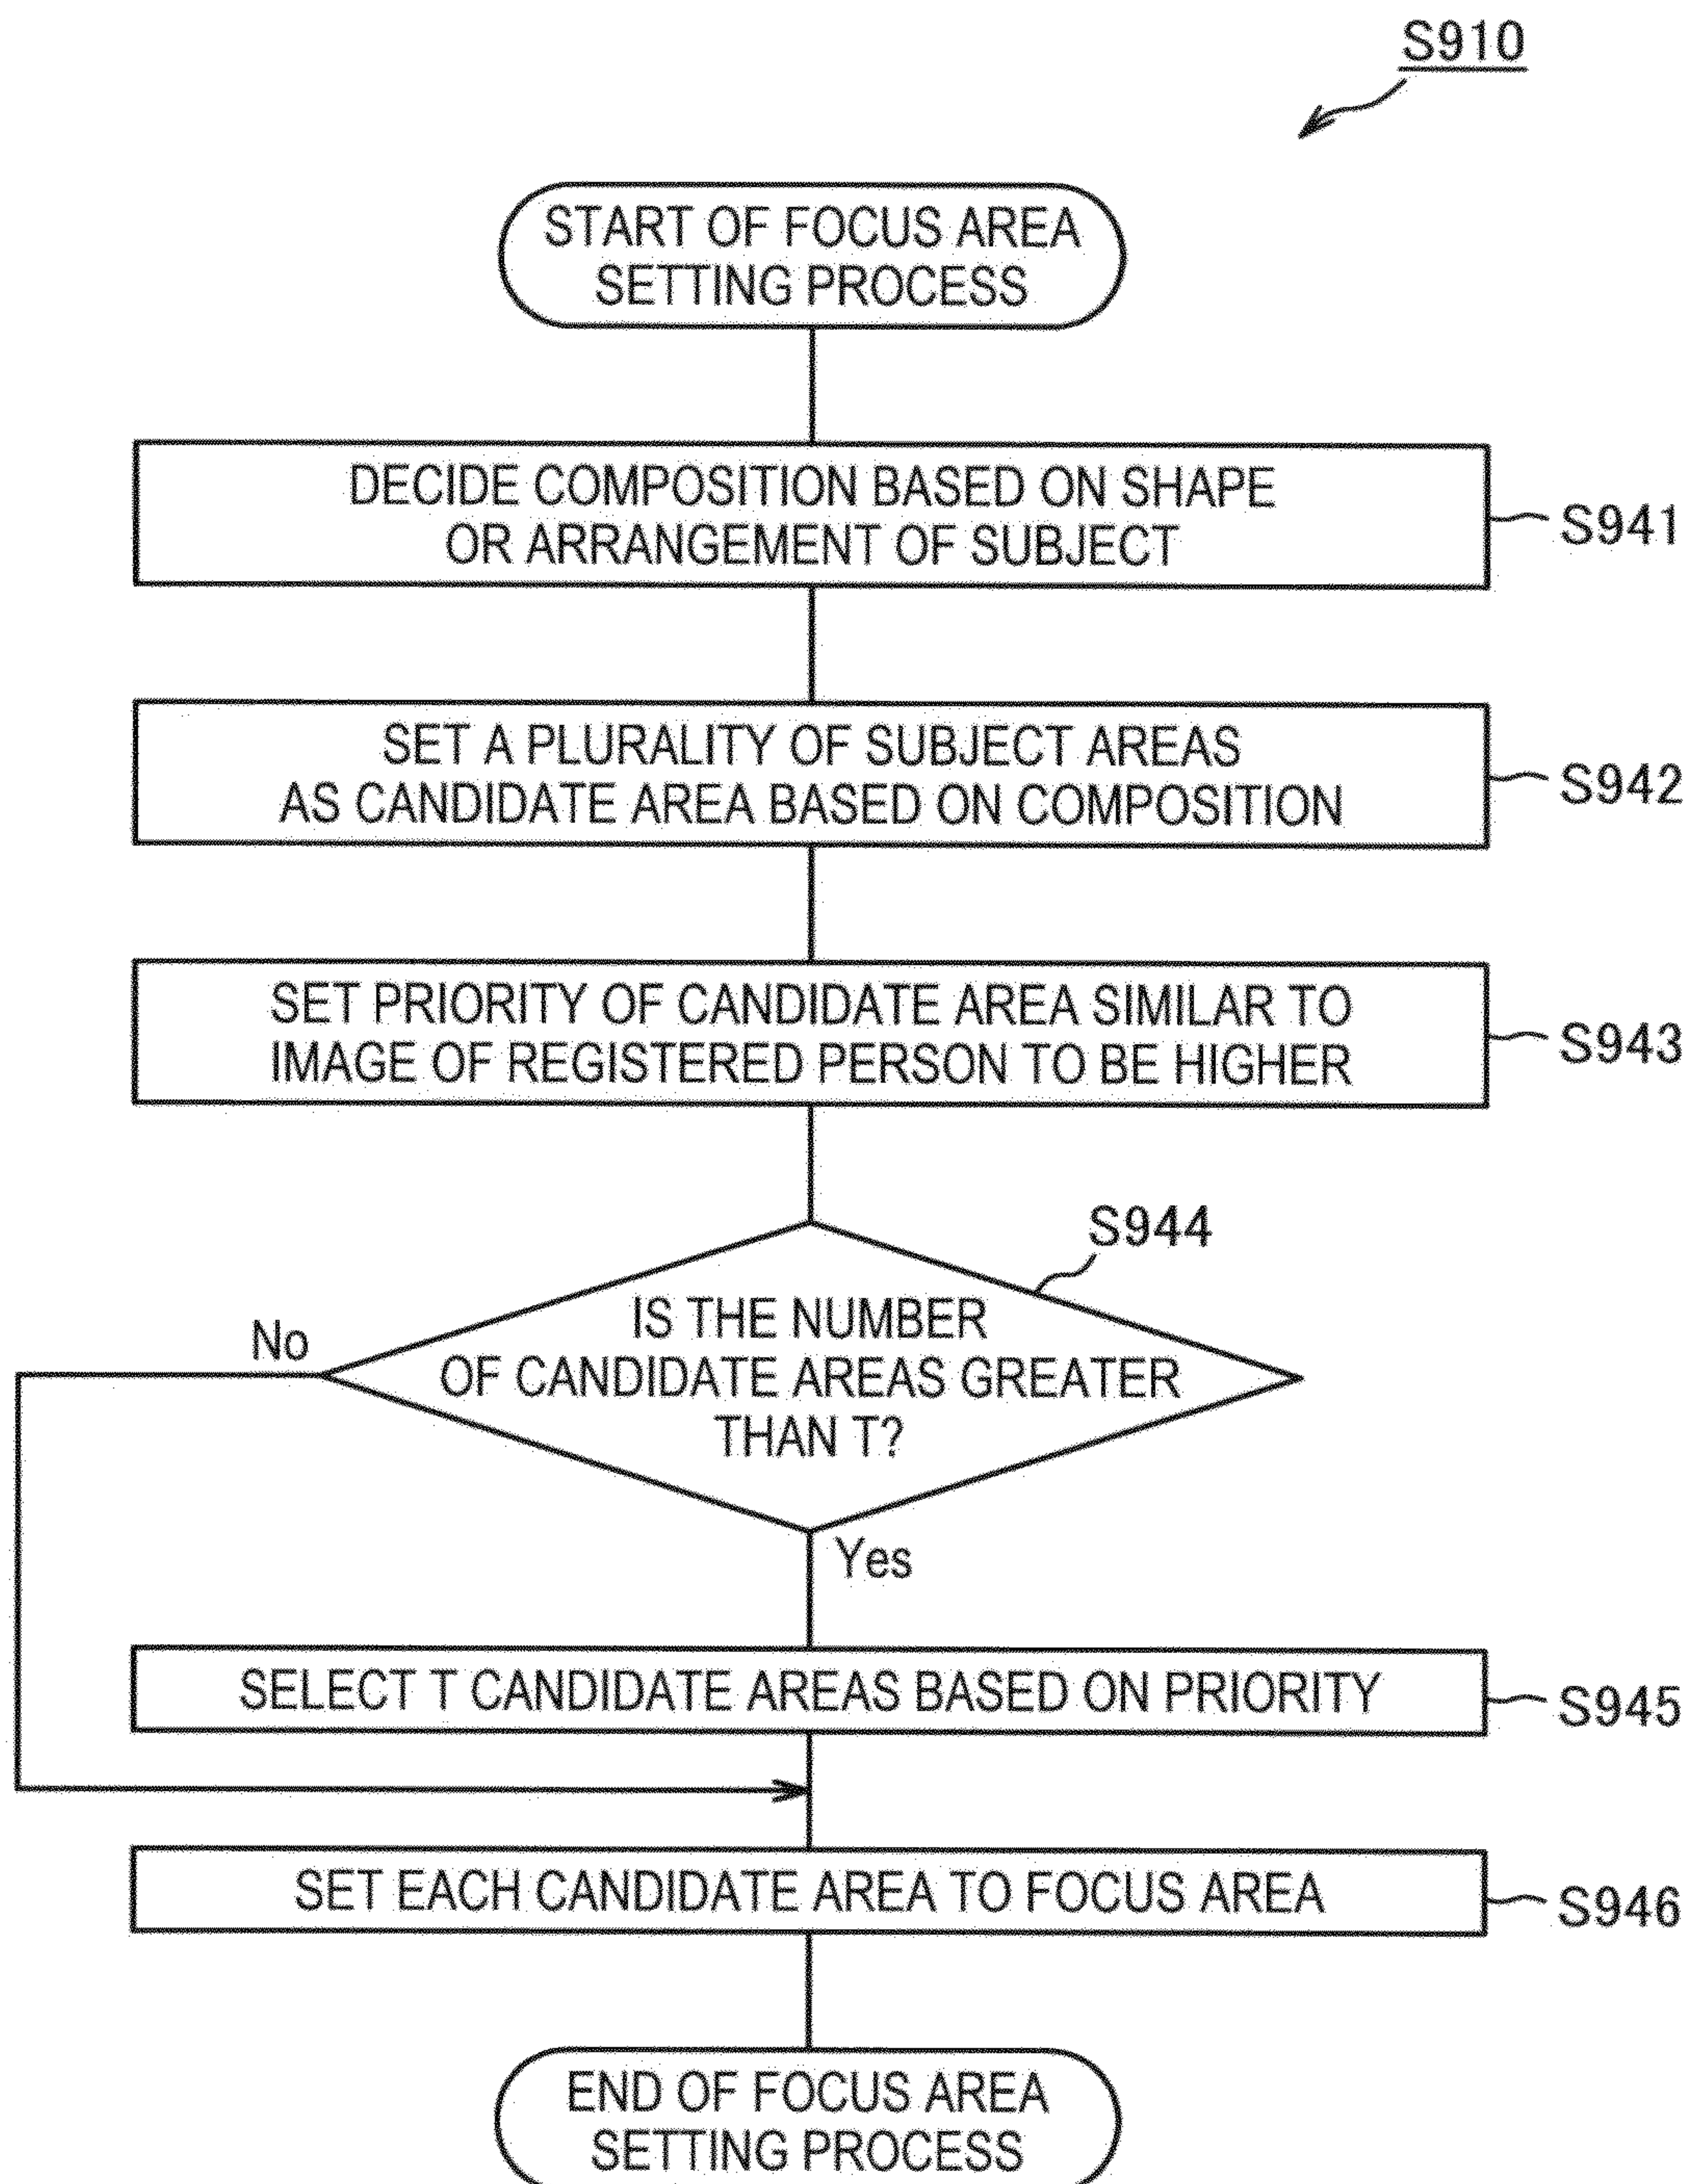 S910
START OF FOCUS AREA
SETTING PROCESS
DECIDE COMPOSITION BASED ON SHAPE
OR ARRANGEMENT OF SUBJECT
S941
SET A PLURALITY OF SUBJECT AREAS
AS CANDIDATE AREA BASED ON COMPOSITION
S942
SET PRIORITY OF CANDIDATE AREA SIMILAR TO
IMAGE OF REGISTERED PERSON TO BE HIGHER
S943
S944
IS THE NUMBER
OF CANDIDATE AREAS GREATER
THAN T?
No
Yes
SELECT T CANDIDATE AREAS BASED ON PRIORITY
S945
SET EACH CANDIDATE AREA TO FOCUS AREA
S946
END OF FOCUS AREA
SETTING PROCESS